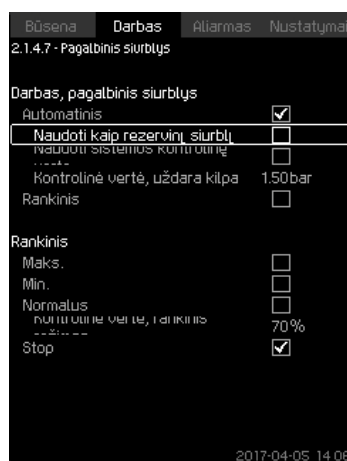 Būsena Darbas Aliarmas Nustatymai
2.1.4.7 - Pagalbinis siurblys
Darbas, pagalbinis siurblys
Automatinis
Naudoti kaip rezervinį siurblį
Naudoti sistemos kontrolinę
Kontrolinė vertė, uždara kilpa 1.50bar
Rankinis
Rankinis
Maks.
Min.
Normalus
Kontrolinė vertė, rankinis
70%
Stop
2017-04-05 14:06